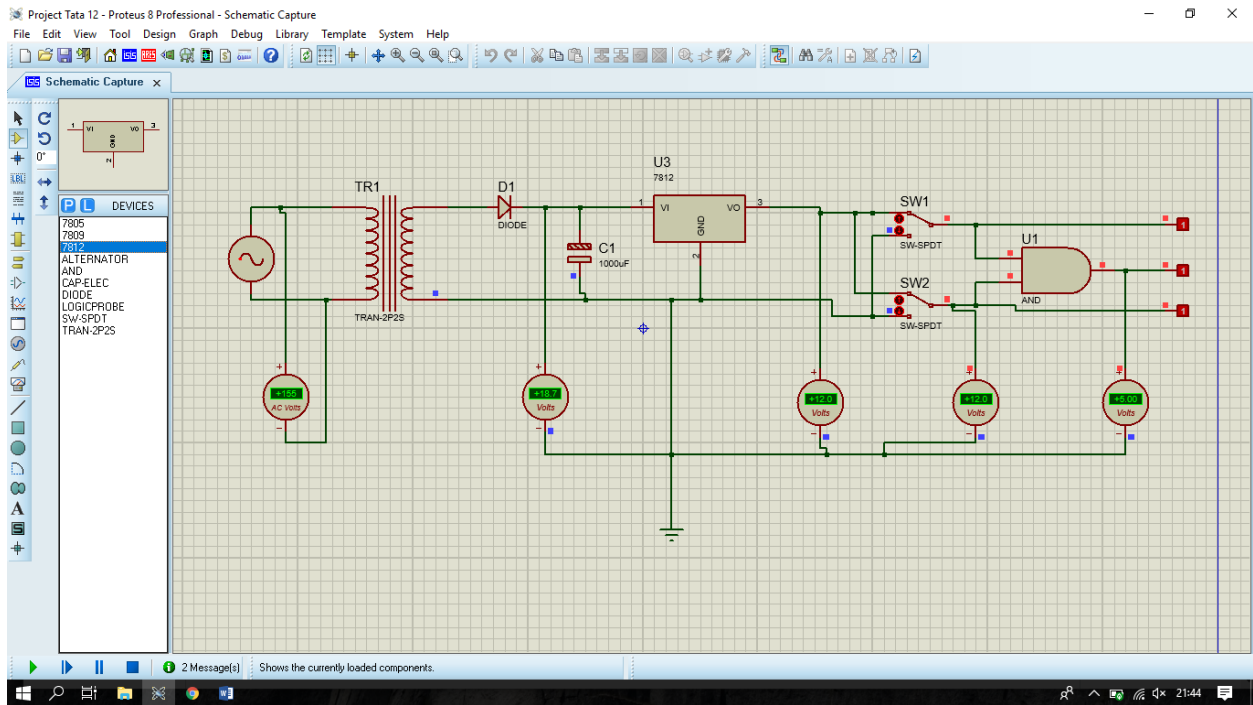 Project Tata 12 - Proteus 8 Professional - Schematic Capture
File Edit View Tool Design Graph Debug Library Template System Help
Schematic Capture
0°
1 VI VO 3
GND
2
P L DEVICES
7805
7809
7812
ALTERNATOR
AND
CAP-ELEC
DIODE
LOGICPROBE
SW-SPDT
TRAN-2P2S
TR1
TRAN-2P2S
D1
DIODE
C1
1000uF
U3
7812
1 VI VO 3
GND
2
SW1
SW-SPDT
SW2
SW-SPDT
U1
AND
1
1
1
+155
AC Volts
+18.7
Volts
+12.0
Volts
+12.0
Volts
+5.00
Volts
2 Message(s) Shows the currently loaded components.
21:44